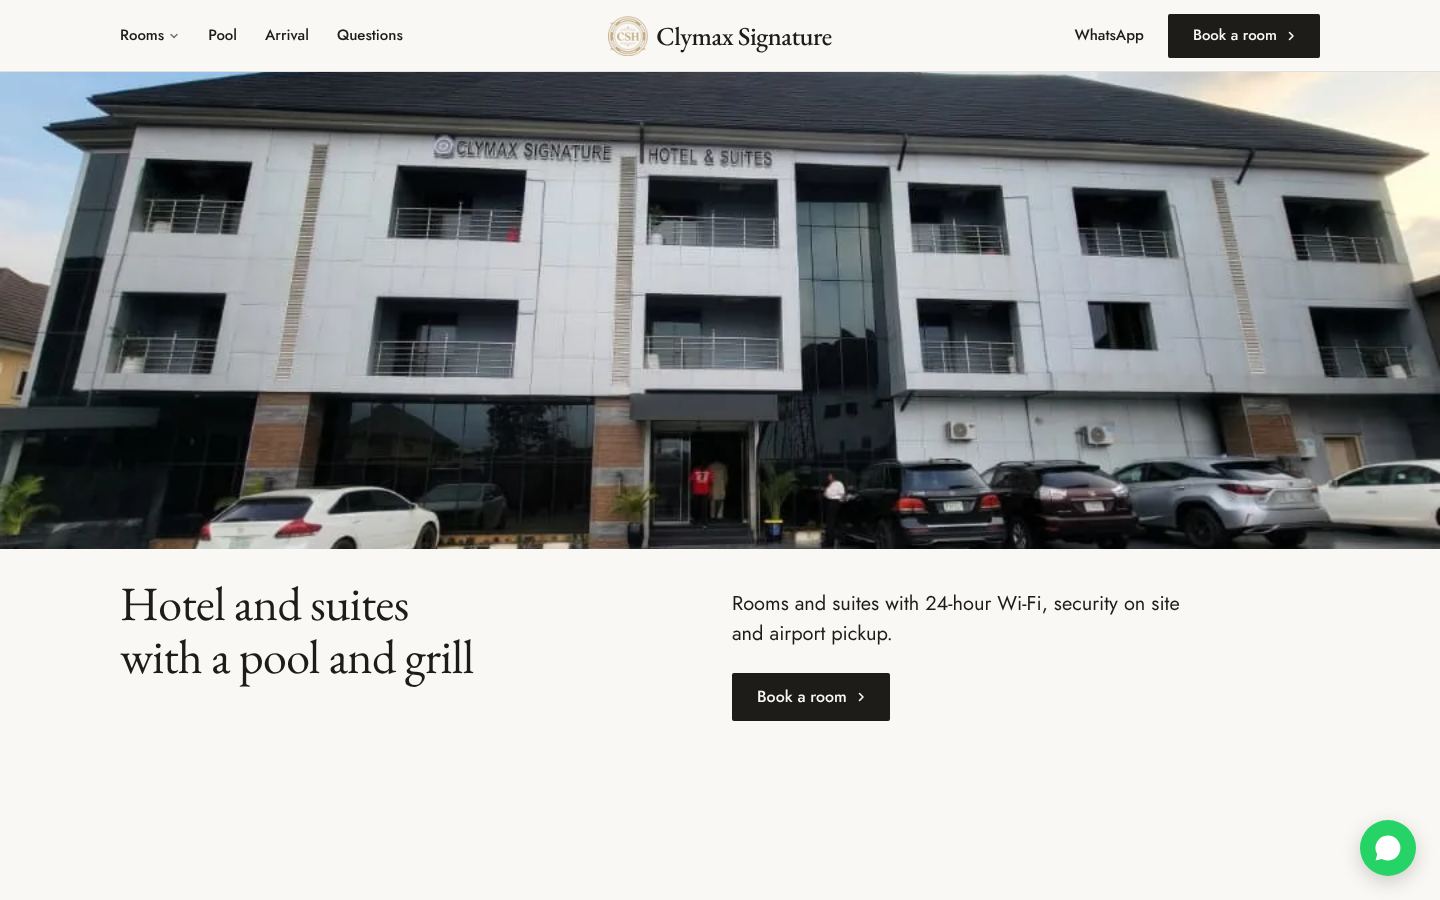 Rooms
Pool
Arrival
Questions
CSH
Clymax Signature
WhatsApp
Book a room
CLYMAX SIGNATURE HOTEL & SUITES
Hotel and suites
with a pool and grill
Rooms and suites with 24-hour Wi-Fi, security on site
and airport pickup.
Book a room